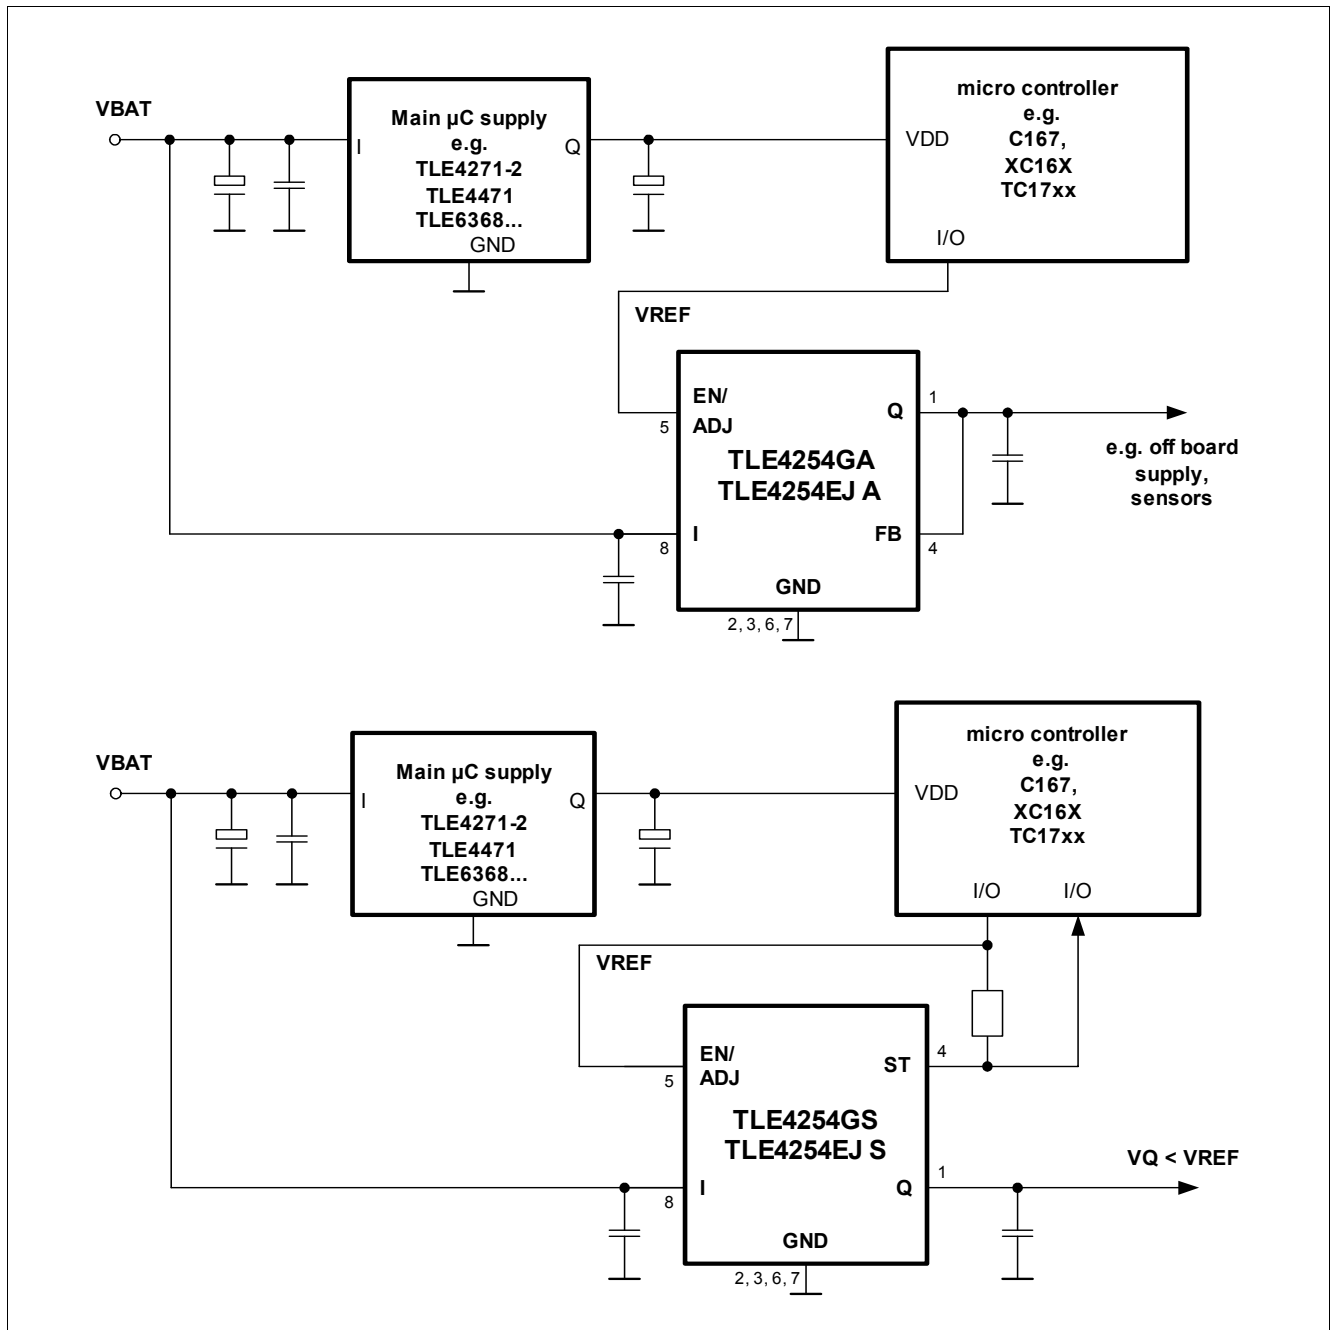 VBAT
I
Main µC supply
e.g.
TLE4271-2
TLE4471
TLE6368...
GND
Q
micro controller
e.g.
C167,
XC16X
TC17xx
VDD
I/O
VREF
EN/
ADJ
5
Q
1
TLE4254GA
TLE4254EJ A
I
8
FB
4
GND
2, 3, 6, 7
e.g. off board
supply,
sensors
VBAT
I
Main µC supply
e.g.
TLE4271-2
TLE4471
TLE6368...
GND
Q
micro controller
e.g.
C167,
XC16X
TC17xx
VDD
I/O
I/O
VREF
EN/
ADJ
5
ST
4
TLE4254GS
TLE4254EJ S
I
8
Q
1
GND
2, 3, 6, 7
VQ < VREF